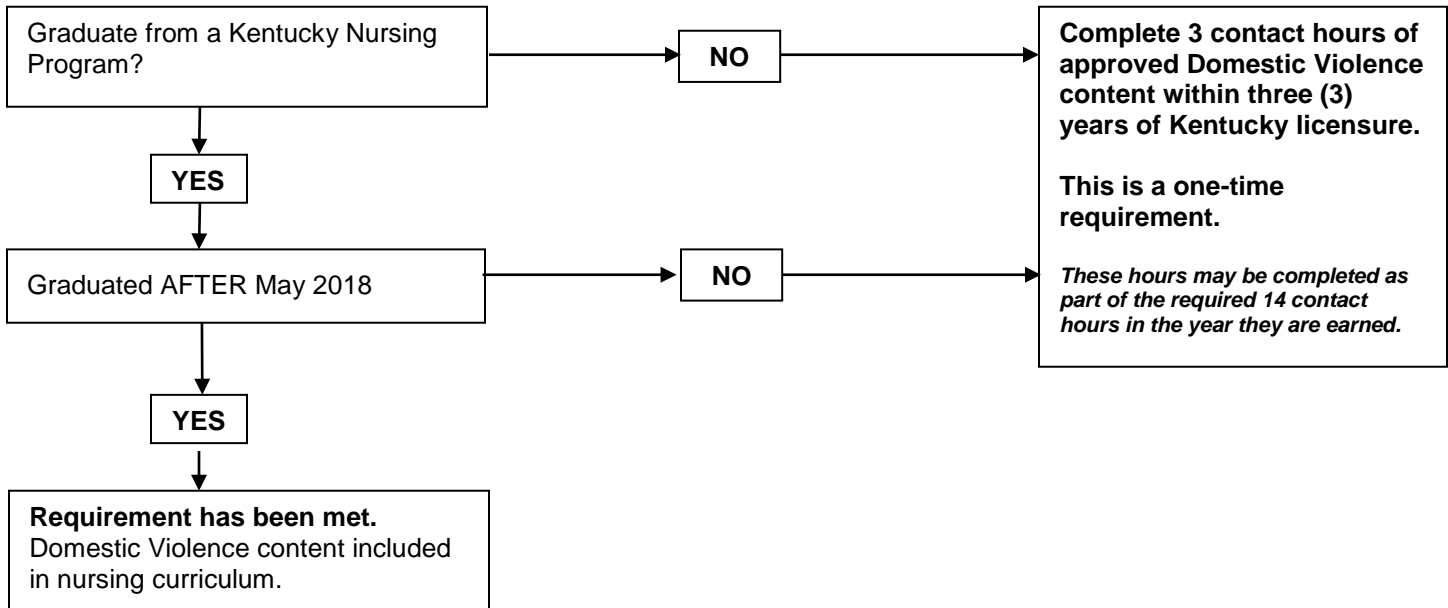 Graduate from a Kentucky Nursing
Program?
NO
Complete 3 contact hours of
approved Domestic Violence
content within three (3)
years of Kentucky licensure.
This is a one-time
requirement.
These hours may be completed as
part of the required 14 contact
hours in the year they are earned.
YES
Graduated AFTER May 2018
NO
YES
Requirement has been met.
Domestic Violence content included
in nursing curriculum.